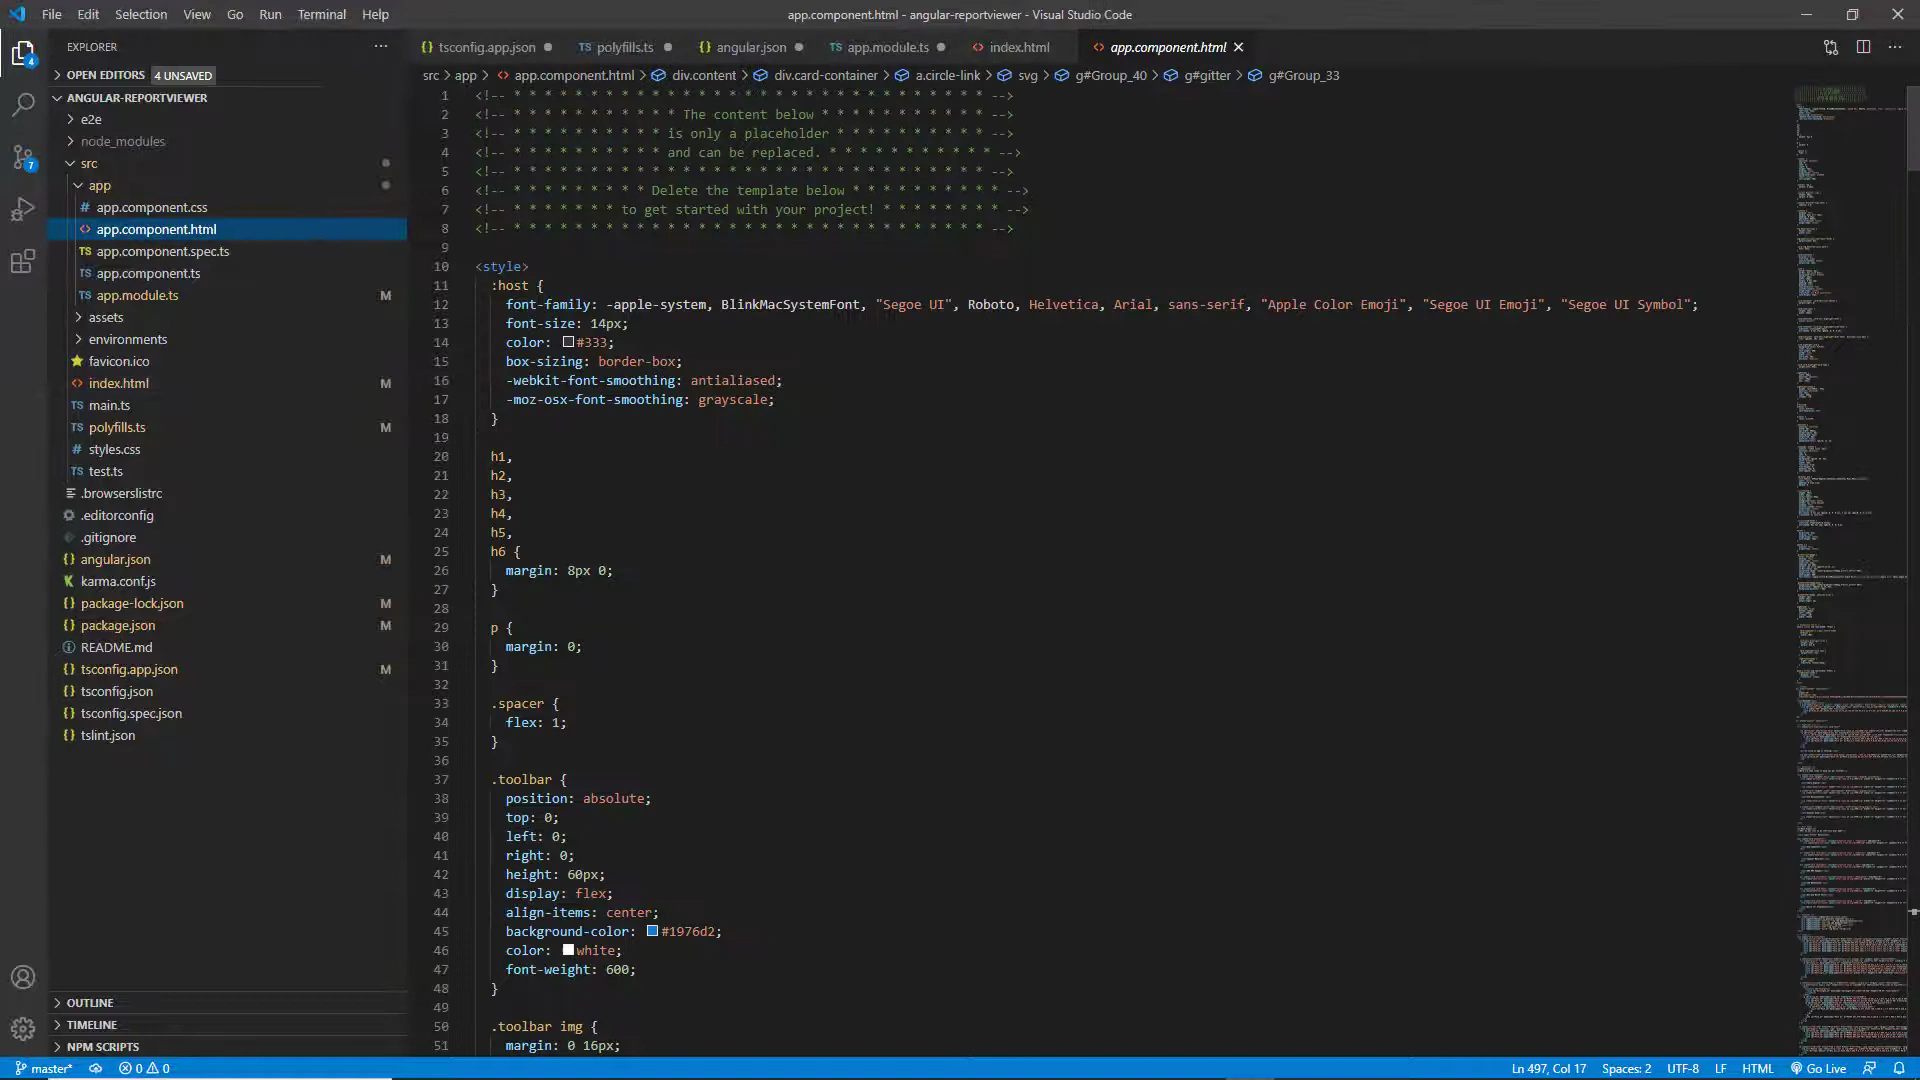 File Edit Selection View Go Run Terminal Help
app.component.html - angular-reportviewer - Visual Studio Code
EXPLORER
OPEN EDITORS 4 UNSAVED
ANGULAR-REPORTVIEWER
e2e
node_modules
src
app
# app.component.css
<> app.component.html
TS app.component.spec.ts
TS app.component.ts
TS app.module.ts M
assets
environments
favicon.ico
<> index.html M
TS main.ts
TS polyfills.ts M
# styles.css
TS test.ts
.browserslistrc
.editorconfig
.gitignore
{} angular.json M
K karma.conf.js
{} package-lock.json M
{} package.json M
README.md
{} tsconfig.app.json M
{} tsconfig.json
{} tsconfig.spec.json
{} tslint.json
OUTLINE
TIMELINE
NPM SCRIPTS
4
7
{} tsconfig.app.json TS polyfills.ts {} angular.json TS app.module.ts <> index.html <> app.component.html
src > app > <> app.component.html > div.content > div.card-container > a.circle-link > svg > g#Group_40 > g#gitter > g#Group_33
1 <!-- * * * * * * * * * * * * * * * * * * * * * * * * * * * * * * * -->
2 <!-- * * * * * * * * * * * The content below * * * * * * * * * * * -->
3 <!-- * * * * * * * * * * is only a placeholder * * * * * * * * * * -->
4 <!-- * * * * * * * * * * and can be replaced. * * * * * * * * * * * -->
5 <!-- * * * * * * * * * * * * * * * * * * * * * * * * * * * * * * * -->
6 <!-- * * * * * * * * * Delete the template below * * * * * * * * * * -->
7 <!-- * * * * * * * to get started with your project! * * * * * * * * -->
8 <!-- * * * * * * * * * * * * * * * * * * * * * * * * * * * * * * * -->
9
10 <style>
11 :host {
12 font-family: -apple-system, BlinkMacSystemFont, "Segoe UI", Roboto, Helvetica, Arial, sans-serif, "Apple Color Emoji", "Segoe UI Emoji", "Segoe UI Symbol";
13 font-size: 14px;
14 color: #333;
15 box-sizing: border-box;
16 -webkit-font-smoothing: antialiased;
17 -moz-osx-font-smoothing: grayscale;
18 }
19
20 h1,
21 h2,
22 h3,
23 h4,
24 h5,
25 h6 {
26 margin: 8px 0;
27 }
28
29 p {
30 margin: 0;
31 }
32
33 .spacer {
34 flex: 1;
35 }
36
37 .toolbar {
38 position: absolute;
39 top: 0;
40 left: 0;
41 right: 0;
42 height: 60px;
43 display: flex;
44 align-items: center;
45 background-color: #1976d2;
46 color: white;
47 font-weight: 600;
48 }
49
50 .toolbar img {
51 margin: 0 16px;
master* 0 0 Ln 497, Col 17 Spaces: 2 UTF-8 LF HTML Go Live